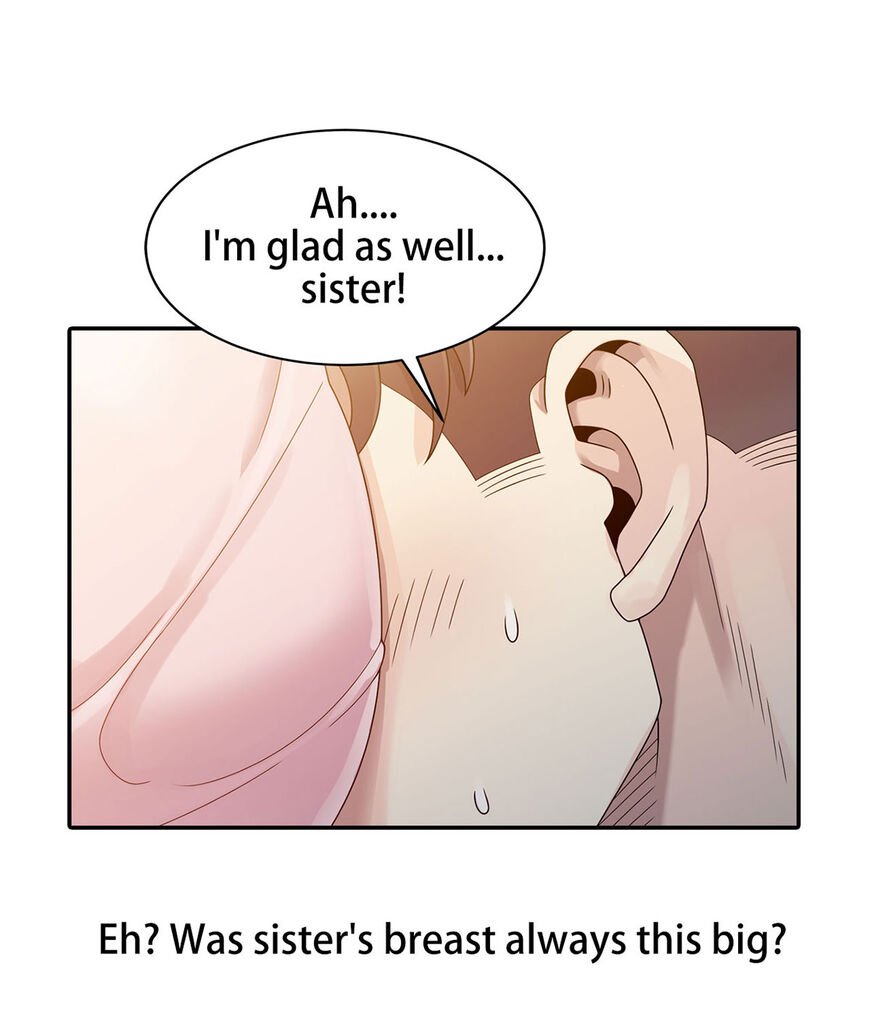 Ah....
I'm glad as well...
sister!
Eh? Was sister's breast always this big?